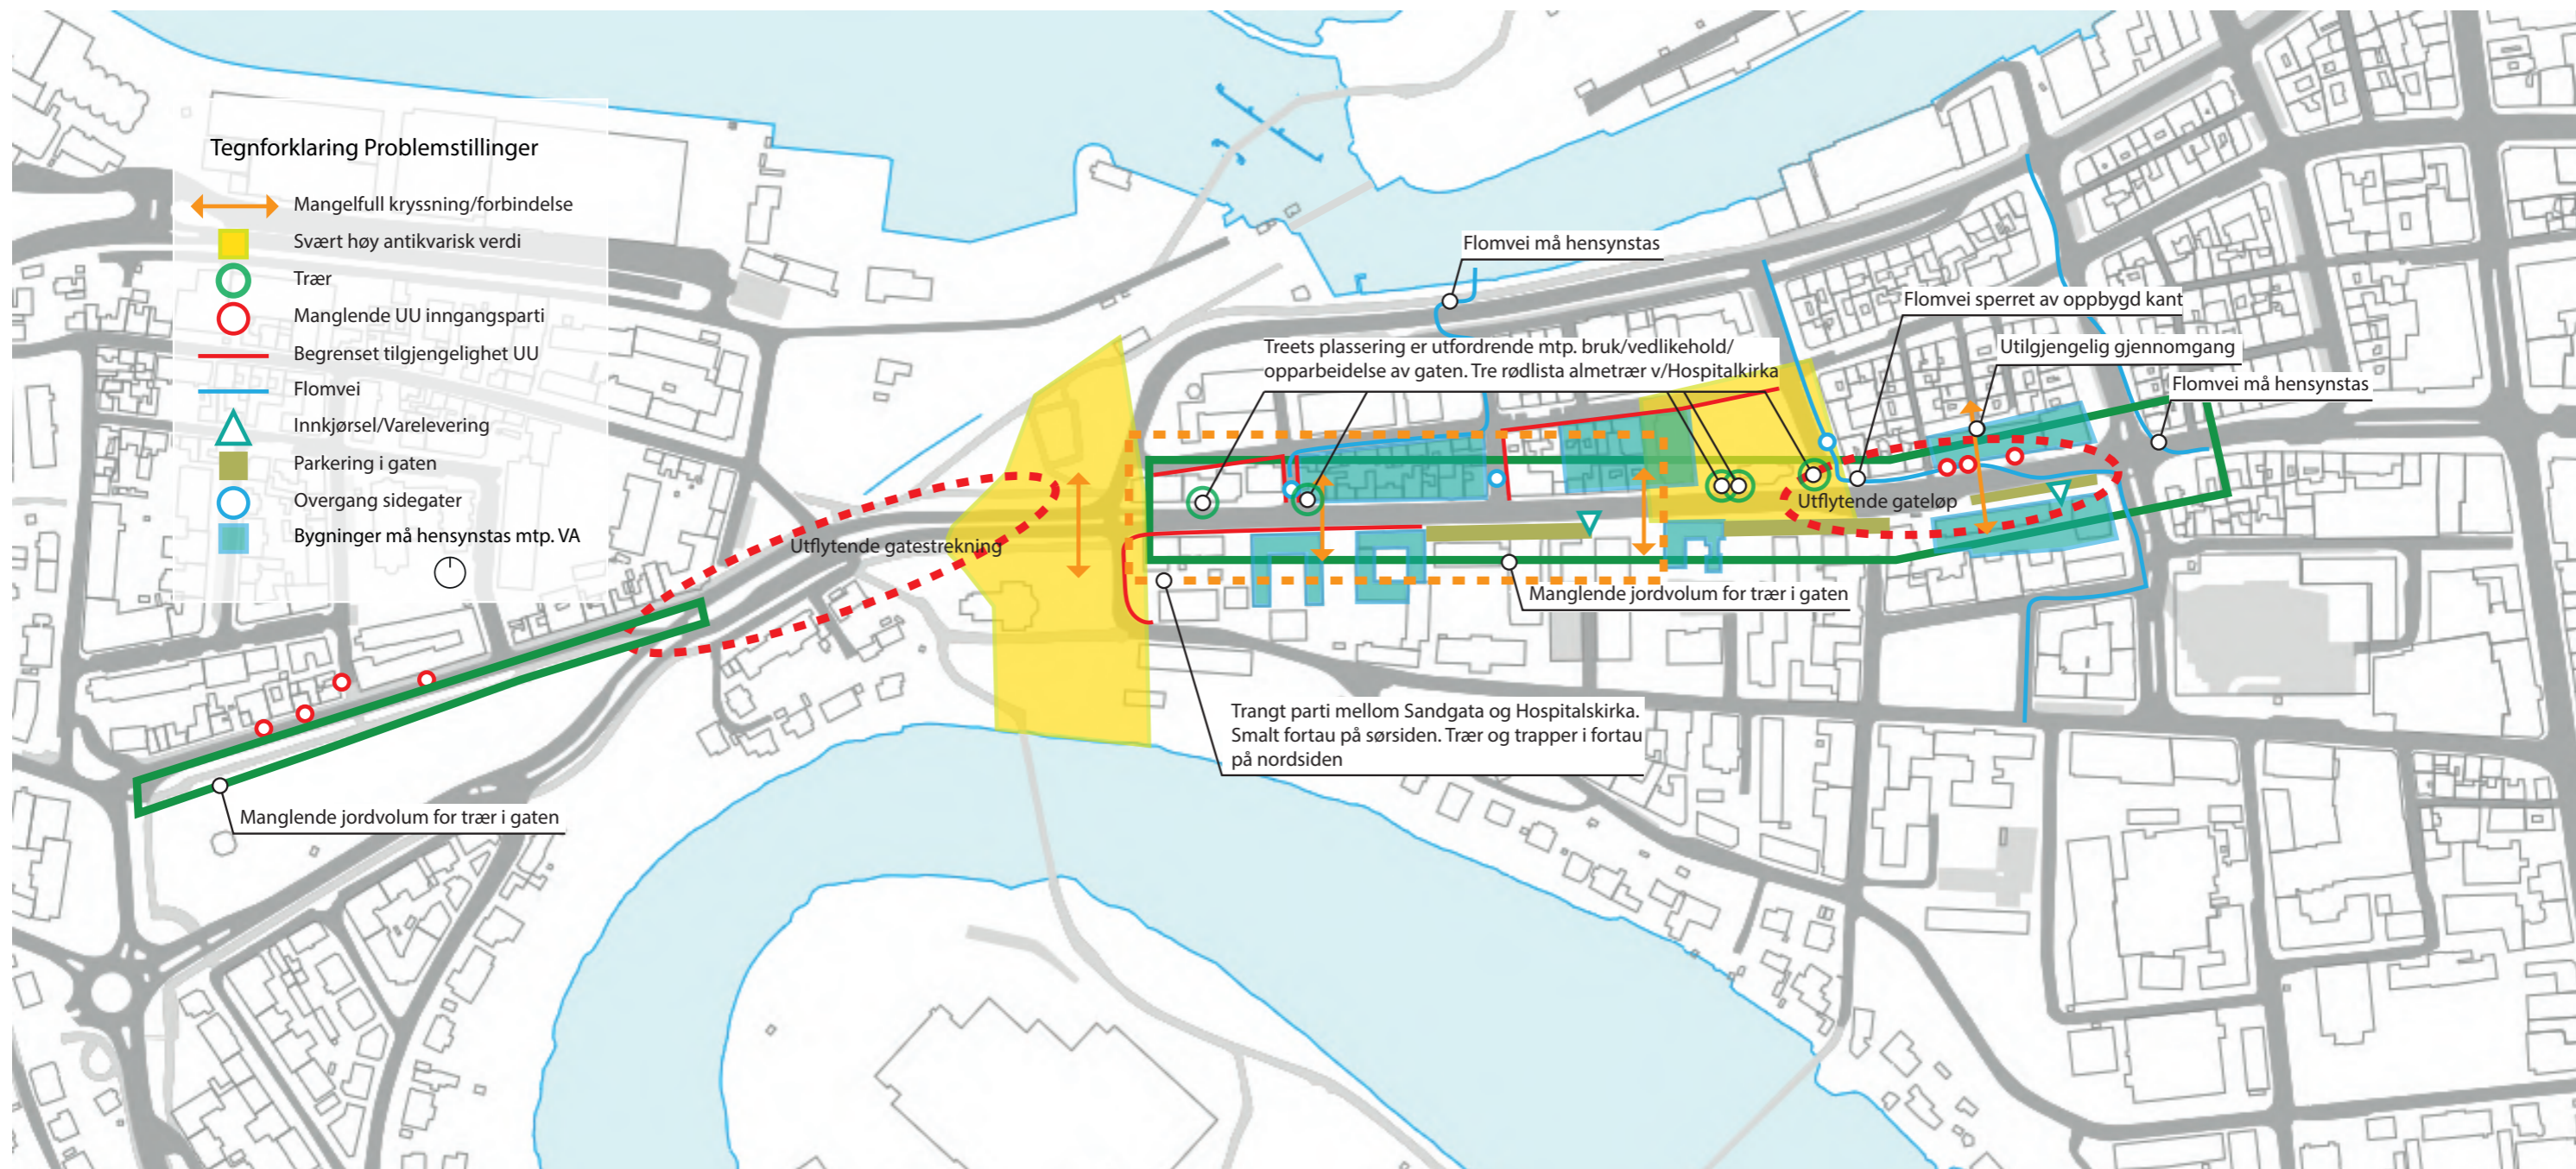 Tegnforklaring Problemstillinger
Mangelfull kryssning/forbindelse
Svært høy antikvarisk verdi
Trær
Manglende UU inngangsparti
Begrenset tilgjengelighet UU
Flomvei
Innkjørsel/Varelevering
Parkering i gaten
Overgang sidegater
Bygninger må hensynstas mtp. VA
Flomvei må hensynstas
Flomvei sperret av oppbygd kant
Treets plassering er utfordrende mtp. bruk/vedlikehold/
opparbeidelse av gaten. Tre rødlista almetrær v/Hospitalkirka
Utilgjengelig gjennomgang
Flomvei må hensynstas
Utflytende gateløp
Utflytende gatestrekning
Manglende jordvolum for trær i gaten
Trangt parti mellom Sandgata og Hospitalskirka.
Smalt fortau på sørsiden. Trær og trapper i fortau
på nordsiden
Manglende jordvolum for trær i gaten